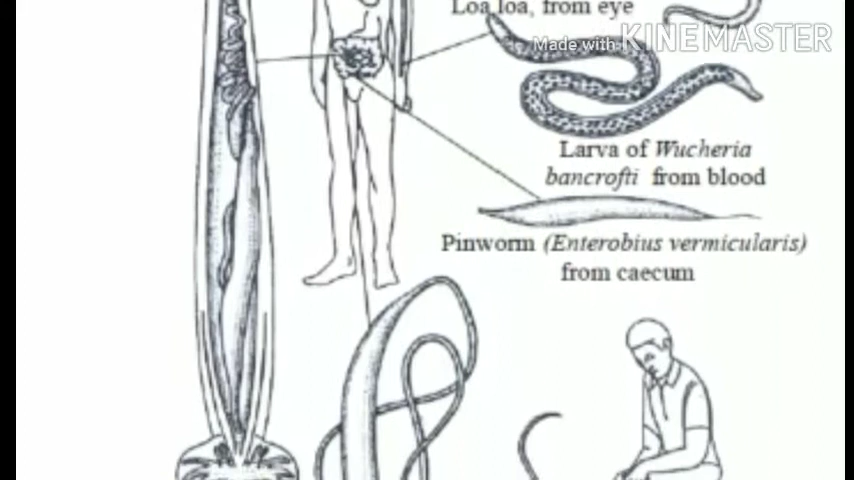 Loa loa, from eye
Made with KINEMASTER
Larva of Wucheria
bancrofti from blood
Pinworm (Enterobius vermicularis)
from caecum